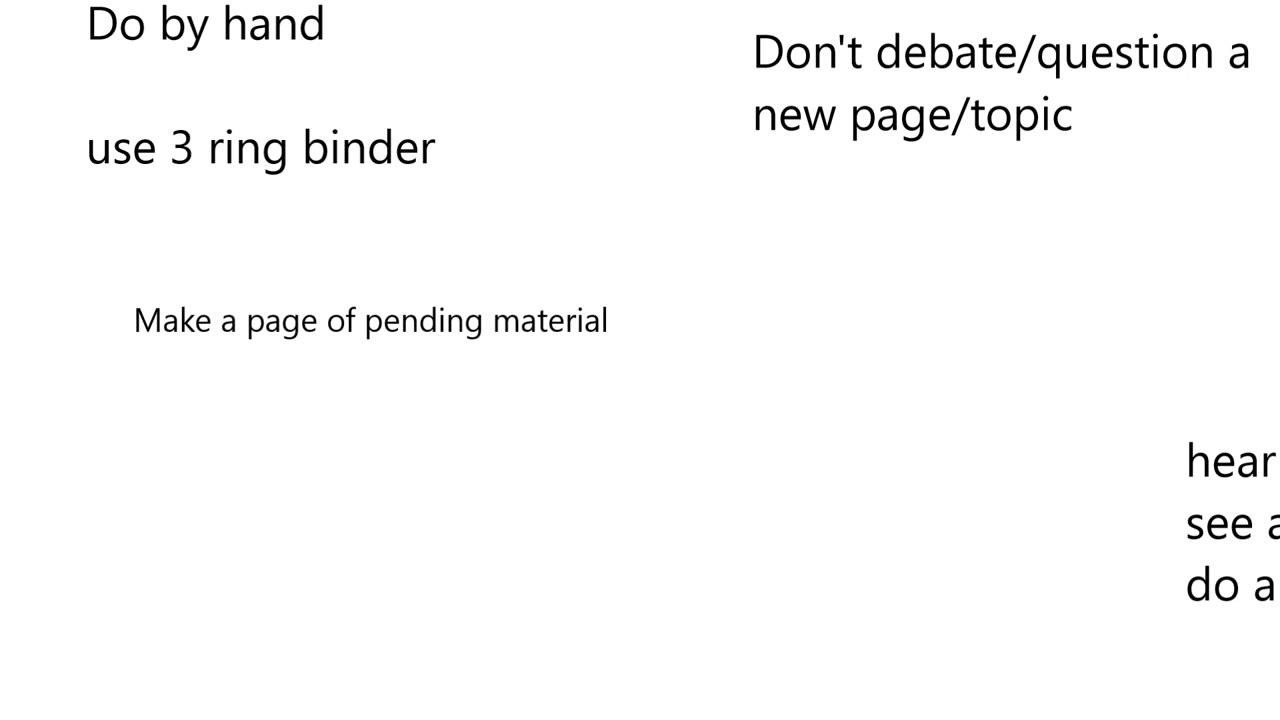 Do by hand
use 3 ring binder
Make a page of pending material
Don't debate/question a
new page/topic
hear
see
do a